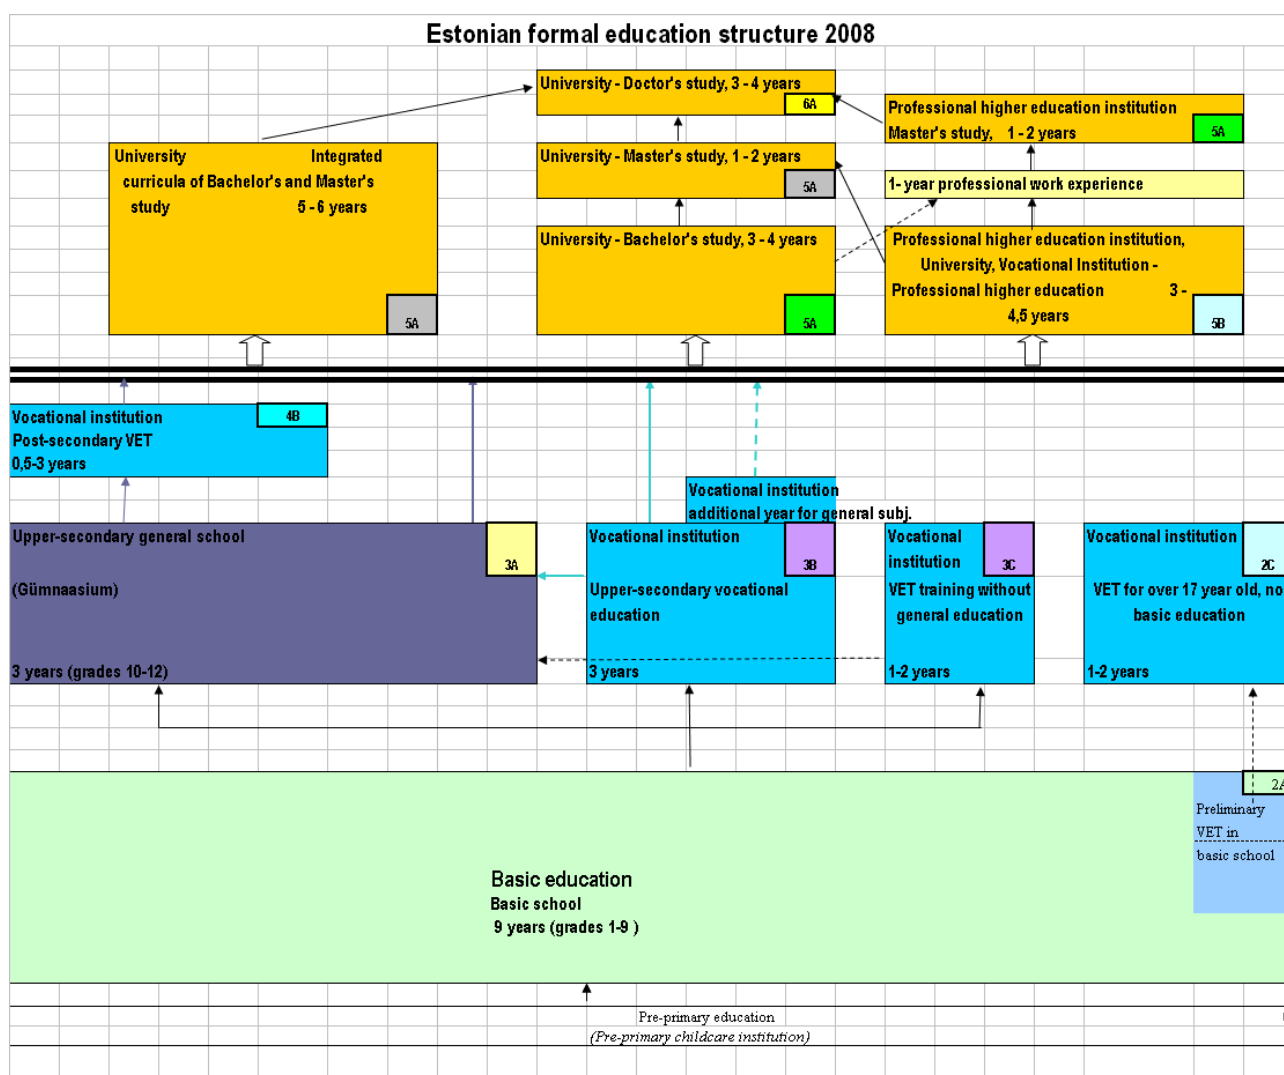 Estonian formal education structure 2008
University - Doctor's study, 3 - 4 years
6A
Professional higher education institution
Master's study, 1 - 2 years
5A
University Integrated
curricula of Bachelor's and Master's
study 5 - 6 years
5A
University - Master's study, 1 - 2 years
5A
1- year professional work experience
University - Bachelor's study, 3 - 4 years
5A
Professional higher education institution,
University, Vocational Institution -
Professional higher education 3 -
4,5 years
5B
Vocational institution
Post-secondary VET
0,5-3 years
4B
Vocational institution
additional year for general subj.
Upper-secondary general school
(Gümnaasium)
3 years (grades 10-12)
3A
Vocational institution
Upper-secondary vocational
education
3 years
3B
Vocational
institution
VET training without
general education
1-2 years
3C
Vocational institution
VET for over 17 year old, no
basic education
1-2 years
2C
2A
Preliminary
VET in
basic school
Basic education
Basic school
9 years (grades 1-9 )
Pre-primary education
(Pre-primary childcare institution)